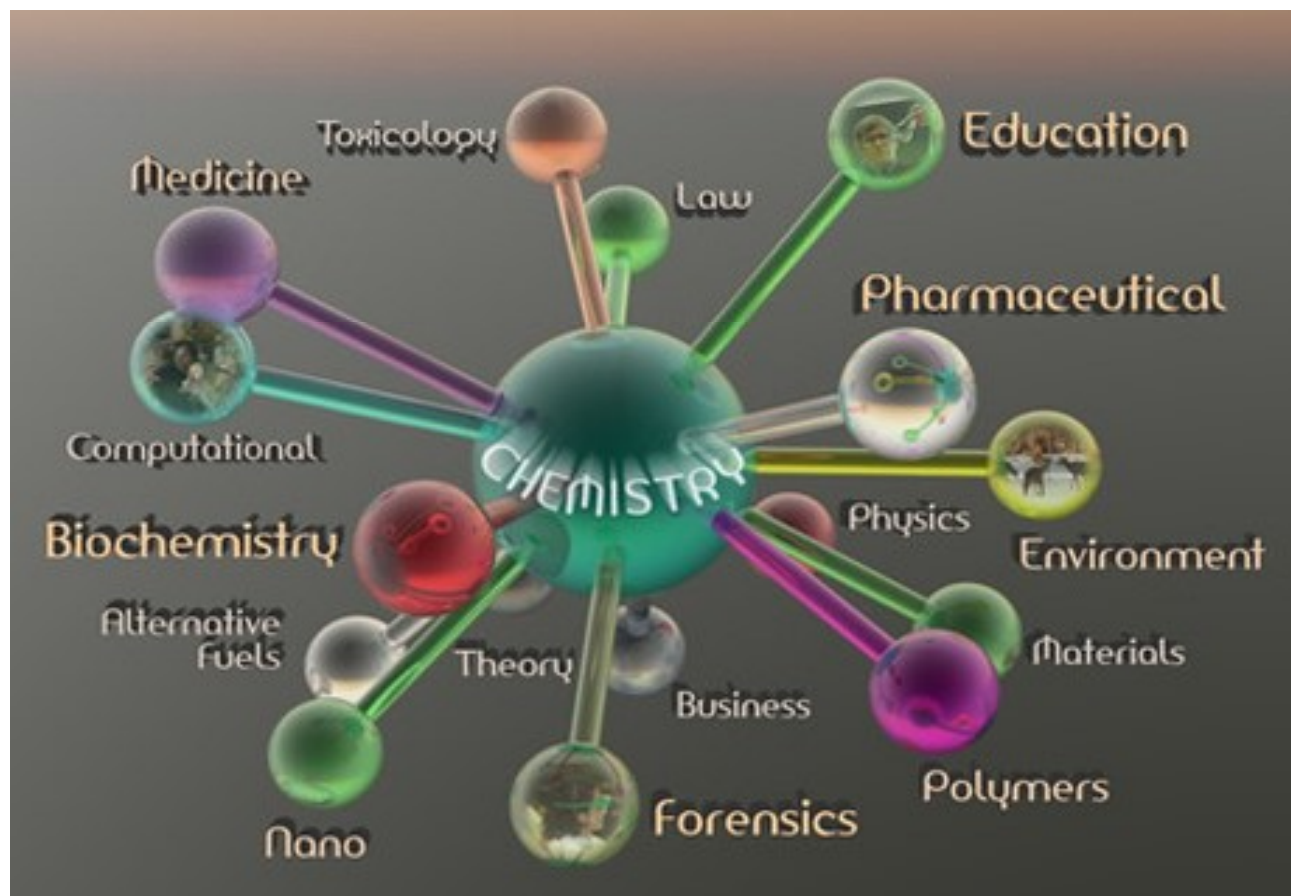 Toxicology
Education
Medicine
Law
Pharmaceutical
Computational
CHEMISTRY
Physics
Biochemistry
Environment
Alternative
Fuels
Theory
Materials
Business
Polymers
Forensics
Nano